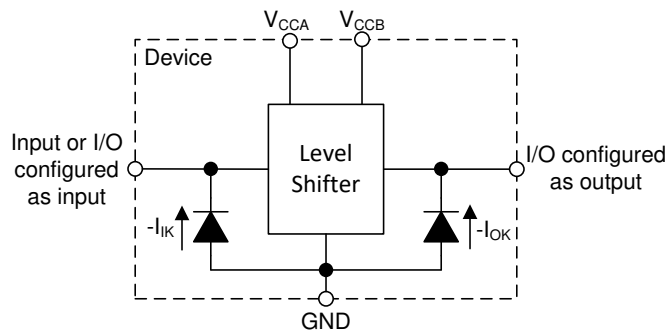 VCCA VCCB
Device
Input or I/O
configured
as input
Level
Shifter
I/O configured
as output
-IIK
-IOK
GND